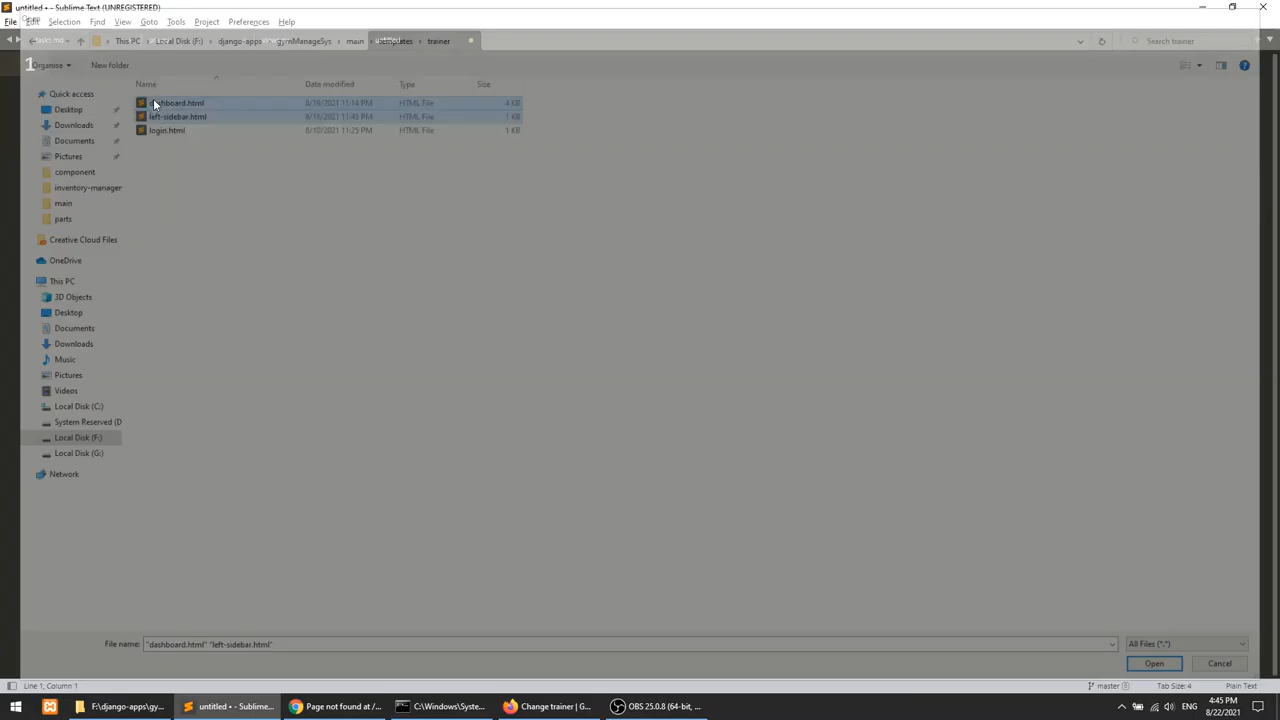 untitled • - Sublime Text (UNREGISTERED)
Open
File Edit Selection Find View Goto Tools Project Preferences Help
tasks.md
This PC › Local Disk (F:) › django-apps › gymManageSys › main › templates › trainer
Search trainer
1
Organise
New folder
Name Date modified Type Size
Quick access
Desktop
Downloads
Documents
Pictures
component
inventory-manager
main
parts
Creative Cloud Files
OneDrive
This PC
3D Objects
Desktop
Documents
Downloads
Music
Pictures
Videos
Local Disk (C:)
System Reserved (D
Local Disk (F:)
Local Disk (G:)
Network
dashboard.html 8/19/2021 11:14 PM HTML File 4 KB
left-sidebar.html 8/16/2021 11:43 PM HTML File 1 KB
login.html 8/10/2021 11:25 PM HTML File 1 KB
File name: "dashboard.html" "left-sidebar.html"
All Files (*.*)
Open Cancel
Line 1, Column 1
master 8
Tab Size: 4
Plain Text
F:\django-apps\gy...
untitled • - Sublime...
Page not found at /...
C:\Windows\Syste...
Change trainer | G...
OBS 25.0.8 (64-bit, ...
ENG
4:45 PM
8/22/2021